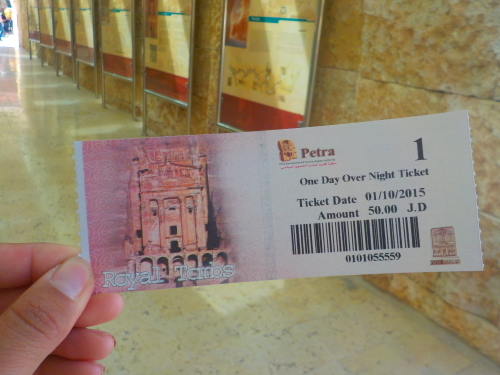 Petra
1
One Day Over Night Ticket
Ticket Date 01/10/2015
Amount 50.00 J.D
0101055559
Royal Tombs